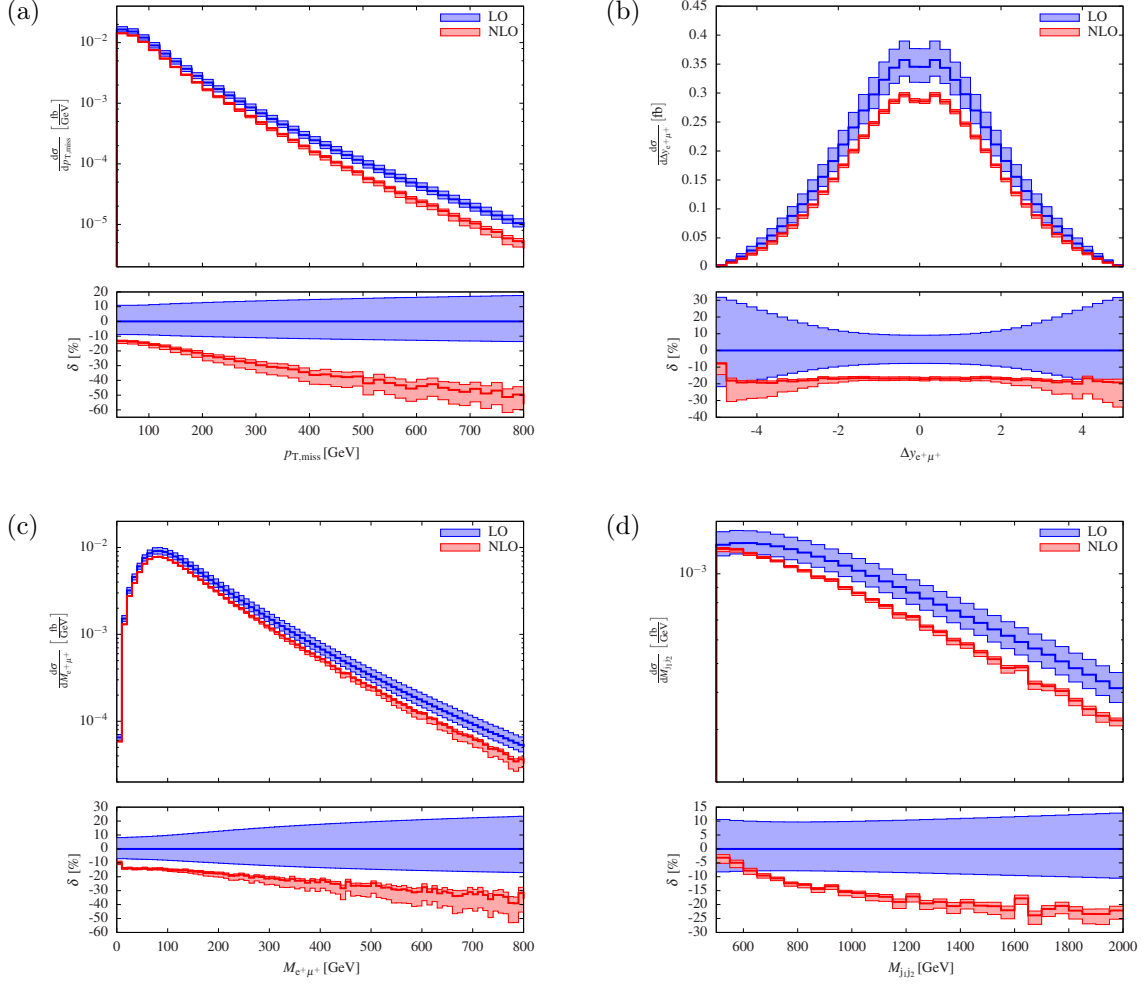 (a)
LO
NLO
dσ/dp_T,miss [fb/GeV]
10⁻²
10⁻³
10⁻⁴
10⁻⁵
δ [%]
20
10
0
-10
-20
-30
-40
-50
-60
100 200 300 400 500 600 700 800
p_T,miss [GeV]
(b)
LO
NLO
dσ/dΔy_e⁺μ⁺ [fb]
0.45
0.4
0.35
0.3
0.25
0.2
0.15
0.1
0.05
0
δ [%]
30
20
10
0
-10
-20
-30
-40
-4 -2 0 2 4
Δy_e⁺μ⁺
(c)
LO
NLO
dσ/dM_e⁺μ⁺ [fb/GeV]
10⁻²
10⁻³
10⁻⁴
δ [%]
30
20
10
0
-10
-20
-30
-40
-50
-60
0 100 200 300 400 500 600 700 800
M_e⁺μ⁺ [GeV]
(d)
LO
NLO
dσ/dM_j₁j₂ [fb/GeV]
10⁻³
δ [%]
15
10
5
0
-5
-10
-15
-20
-25
-30
600 800 1000 1200 1400 1600 1800 2000
M_j₁j₂ [GeV]